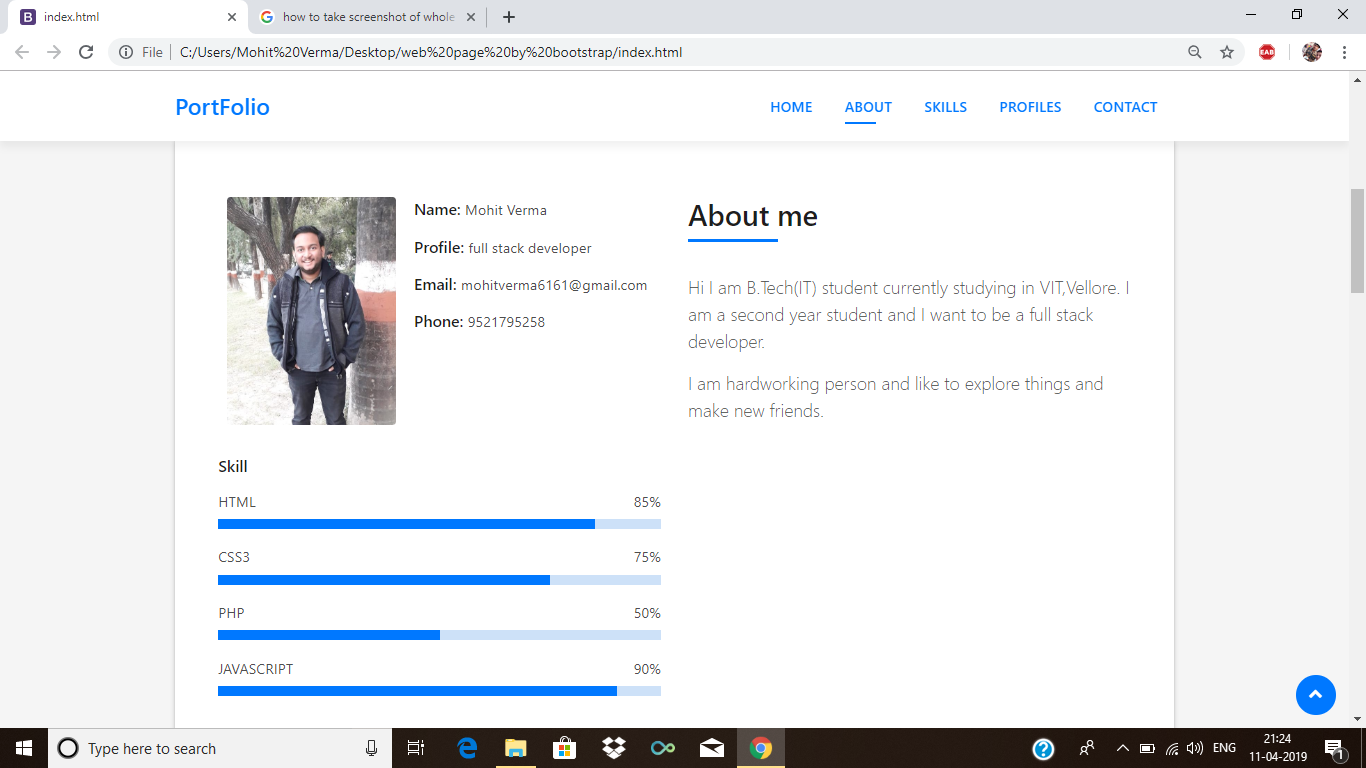 index.html
how to take screenshot of whole
File
C:/Users/Mohit%20Verma/Desktop/web%20page%20by%20bootstrap/index.html
EAB
PortFolio
HOME ABOUT SKILLS PROFILES CONTACT
Name: Mohit Verma
Profile: full stack developer
Email: mohitverma6161@gmail.com
Phone: 9521795258
About me
Hi I am B.Tech(IT) student currently studying in VIT,Vellore. I
am a second year student and I want to be a full stack
developer.
I am hardworking person and like to explore things and
make new friends.
Skill
HTML 85%
CSS3 75%
PHP 50%
JAVASCRIPT 90%
Type here to search
ENG
21:24
11-04-2019
1